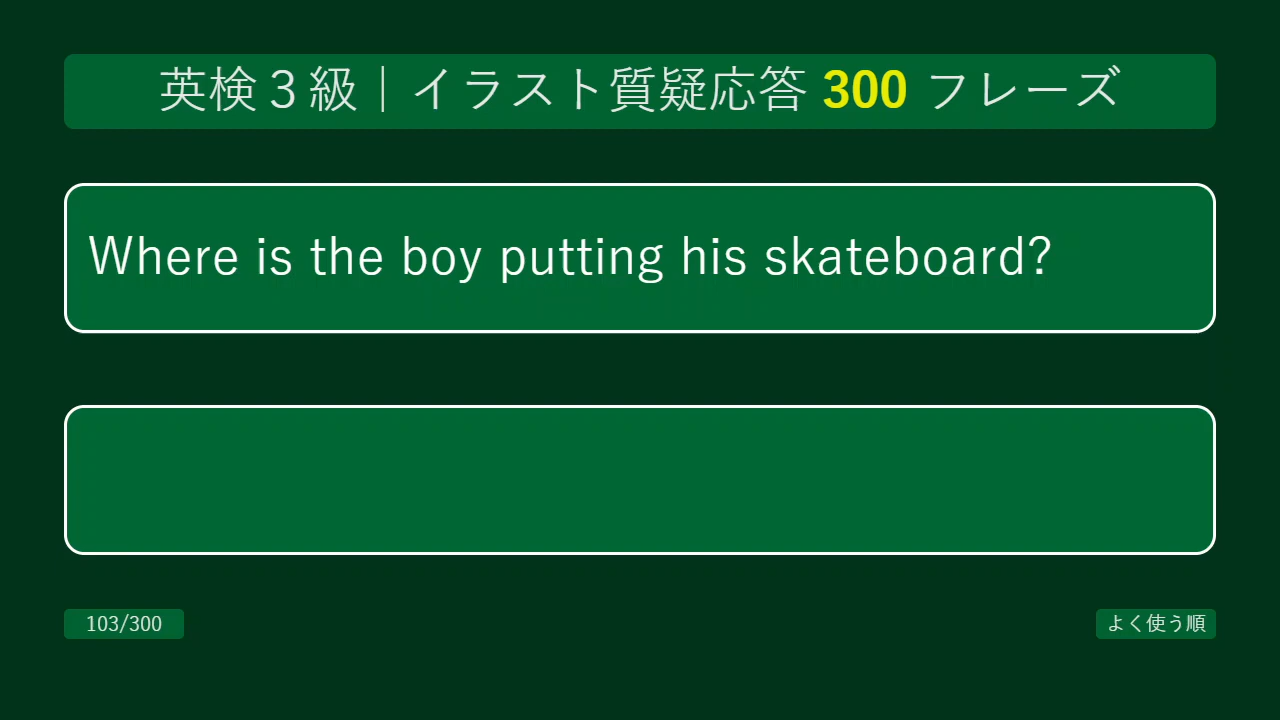 英検３級｜イラスト質疑応答 300 フレーズ
Where is the boy putting his skateboard?
103/300
よく使う順